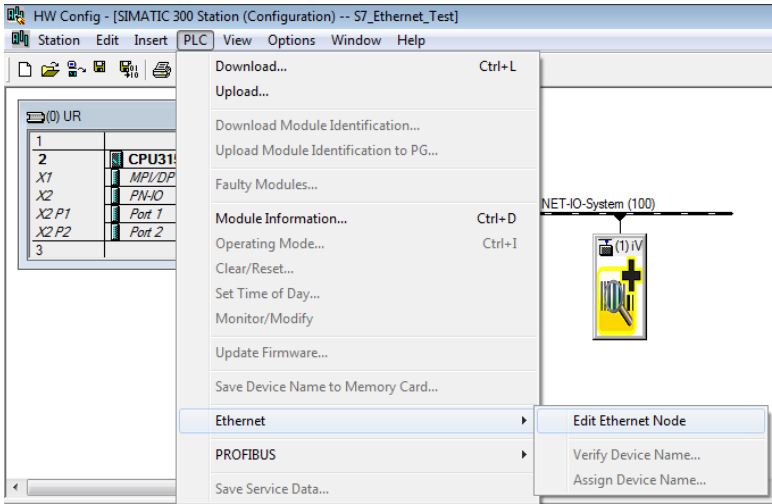 HW Config - [SIMATIC 300 Station (Configuration) -- S7_Ethernet_Test]
Station Edit Insert PLC View Options Window Help
(0) UR
1
2 CPU31
X1 MPI/DP
X2 PN-IO
X2 P1 Port 1
X2 P2 Port 2
3
Download... Ctrl+L
Upload...
Download Module Identification...
Upload Module Identification to PG...
Faulty Modules...
Module Information... Ctrl+D
Operating Mode... Ctrl+I
Clear/Reset...
Set Time of Day...
Monitor/Modify
Update Firmware...
Save Device Name to Memory Card...
Ethernet
PROFIBUS
Save Service Data...
NET-IO-System (100)
(1) iV
Edit Ethernet Node
Verify Device Name...
Assign Device Name...